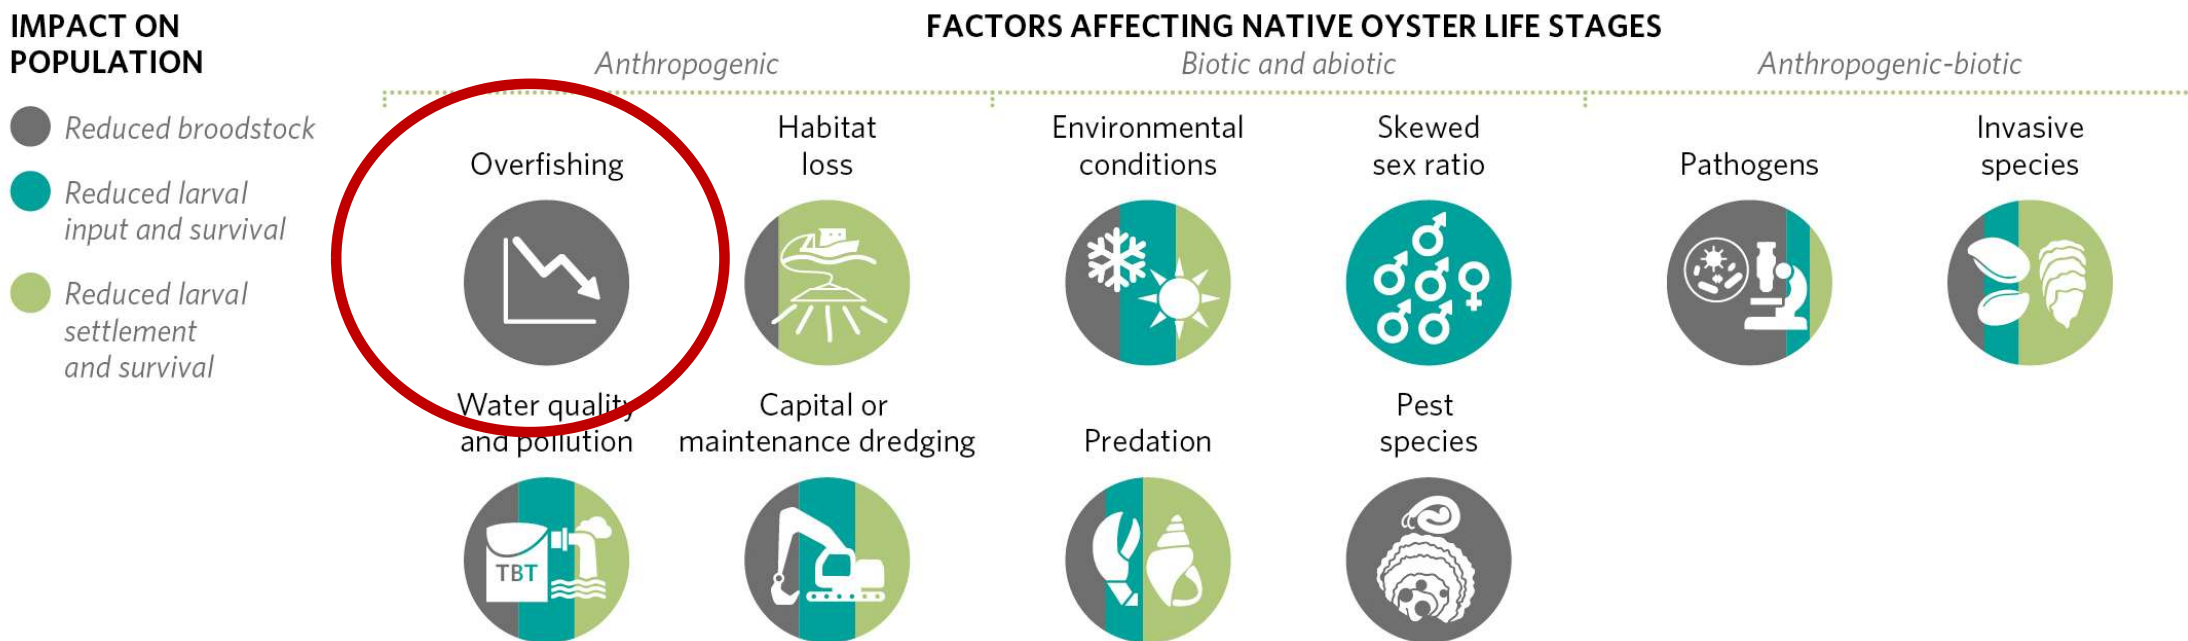 IMPACT ON
POPULATION
Reduced broodstock
Reduced larval
input and survival
Reduced larval
settlement
and survival
FACTORS AFFECTING NATIVE OYSTER LIFE STAGES
Anthropogenic
Biotic and abiotic
Anthropogenic-biotic
Overfishing
Habitat
loss
Environmental
conditions
Skewed
sex ratio
Pathogens
Invasive
species
Water quality
and pollution
Capital or
maintenance dredging
Predation
Pest
species
TBT